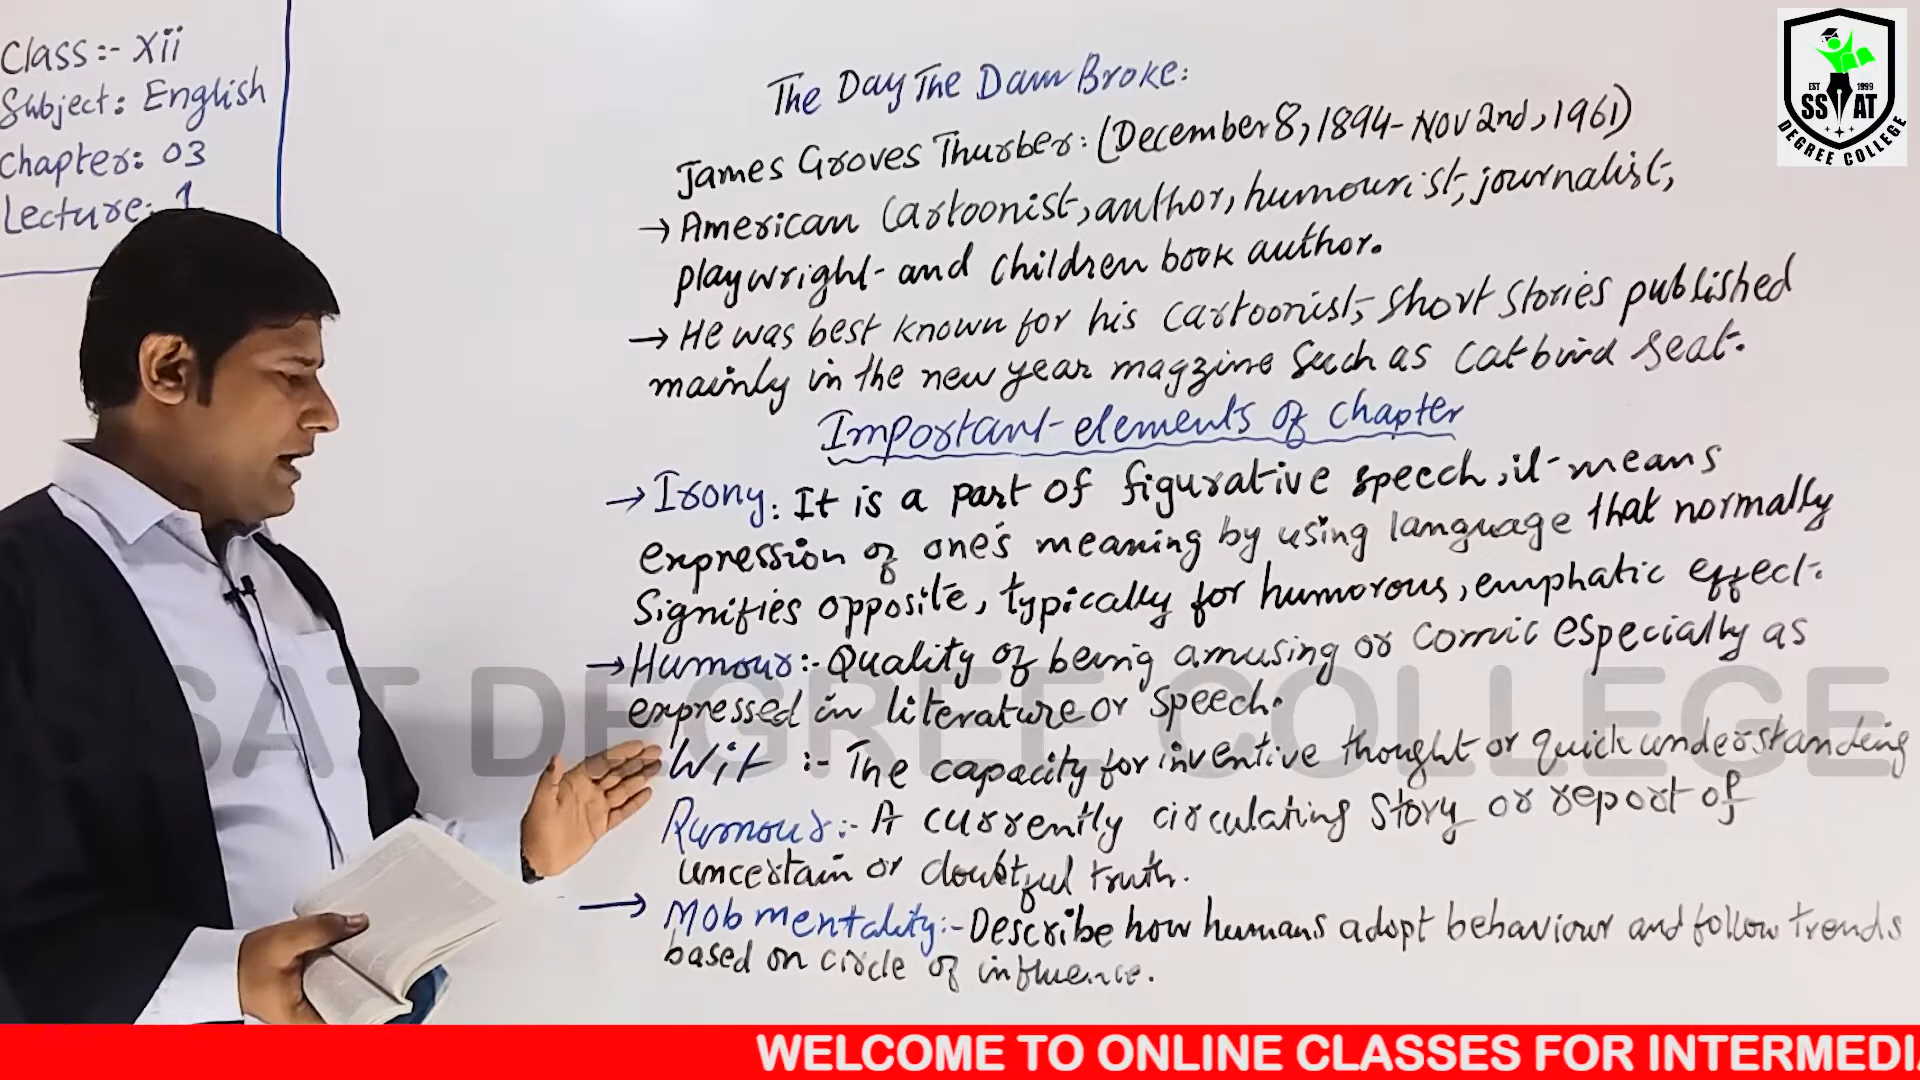 Class:- Xii
Subject: English
Chapter: 03
Lecture: 1
The Day The Dam Broke:
James Groves Thurber: (December 8, 1894- Nov 2nd, 1961)
→ American Cartoonist, author, humourist, journalist,
playwright- and children book author.
→ He was best known for his cartoonist, short stories published
mainly in the new year magzine such as Catbird Seat.
Important elements of chapter
→ Irony: It is a part of figurative speech, it means
expression of one's meaning by using language that normally
Signifies opposite, typically for humorous, emphatic effect.
→ Humour:- Quality of being amusing or comic especially as
expressed in literature or speech.
Wit :- The capacity for inventive thought or quick understanding
Rumour:- A currently circulating story or report of
uncertain or doubtful truth.
→ Mob mentality:- Describe how humans adopt behaviour and follow trends
based on circle of influence.
EST 1999
SS AT
DEGREE COLLEGE
SAT DEGREE COLLEGE
WELCOME TO ONLINE CLASSES FOR INTERMEDIA